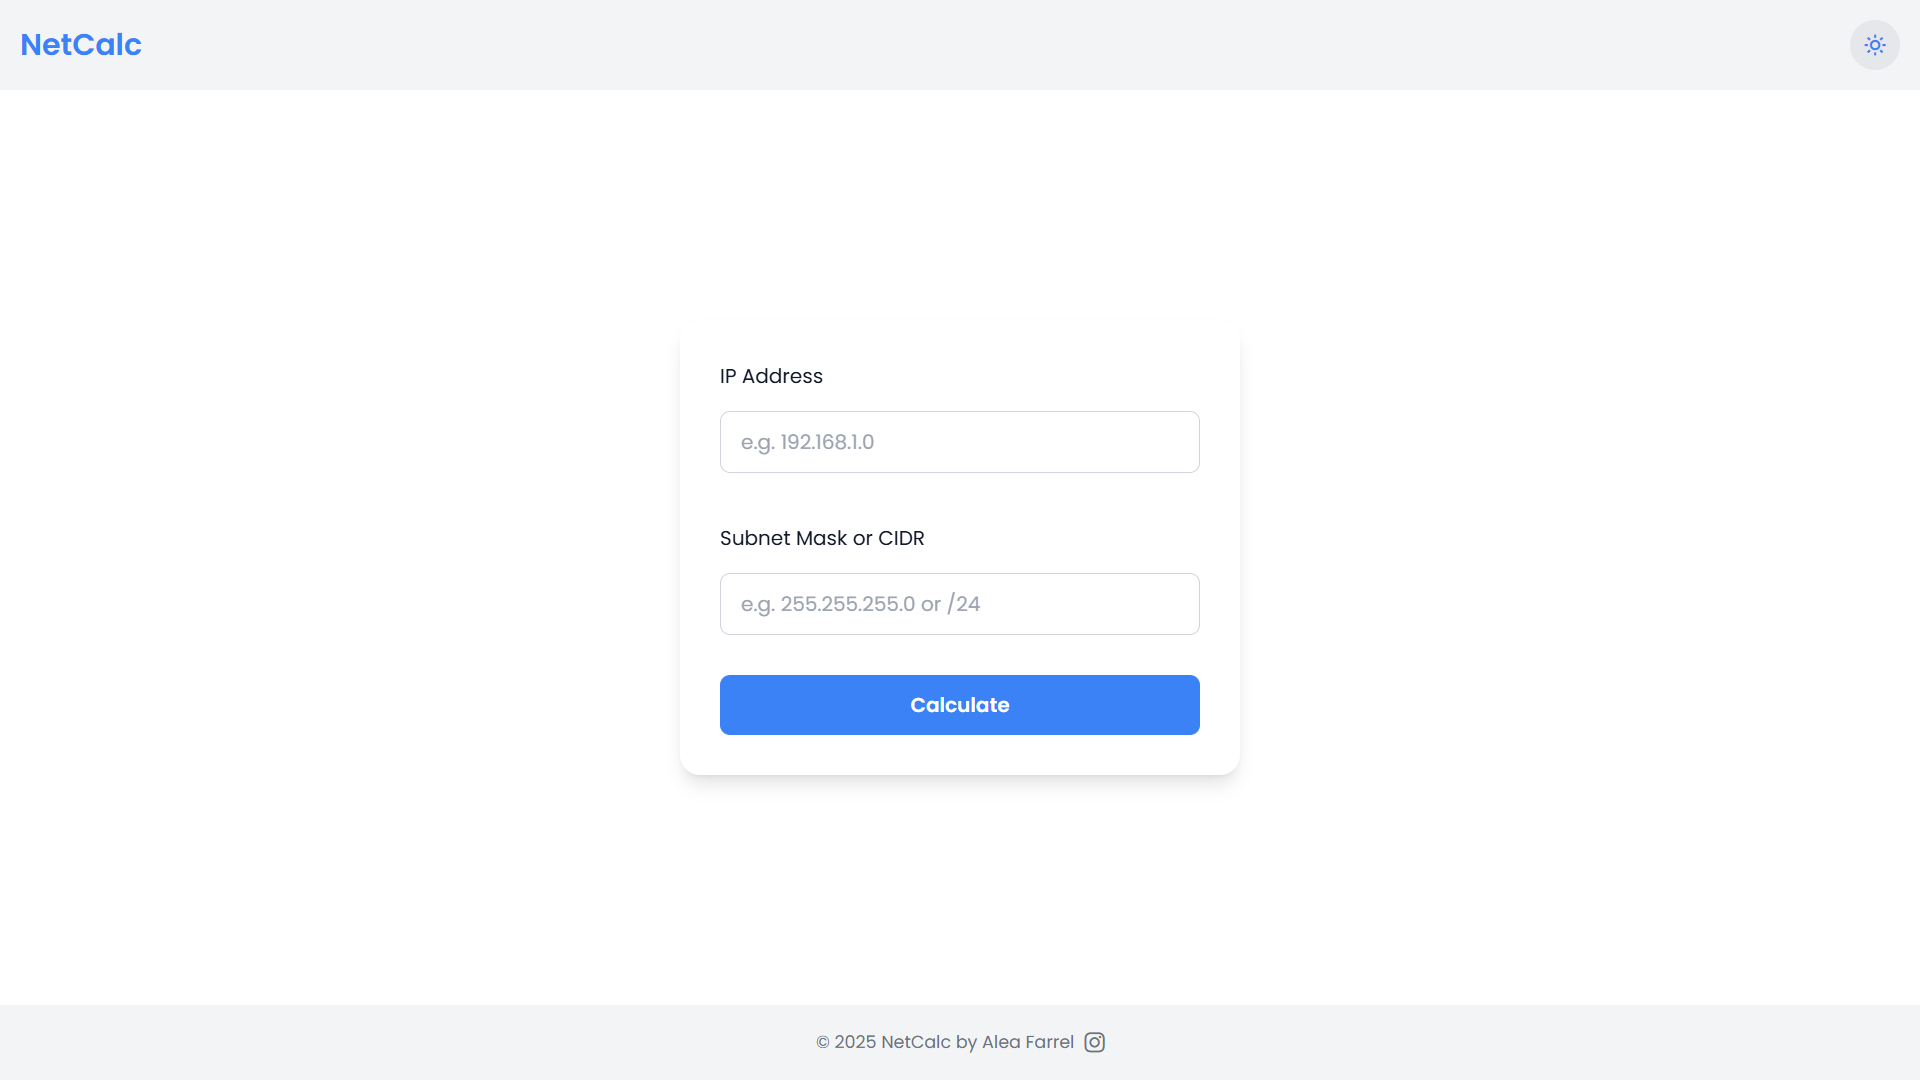 NetCalc
IP Address
e.g. 192.168.1.0
Subnet Mask or CIDR
e.g. 255.255.255.0 or /24
Calculate
© 2025 NetCalc by Alea Farrel